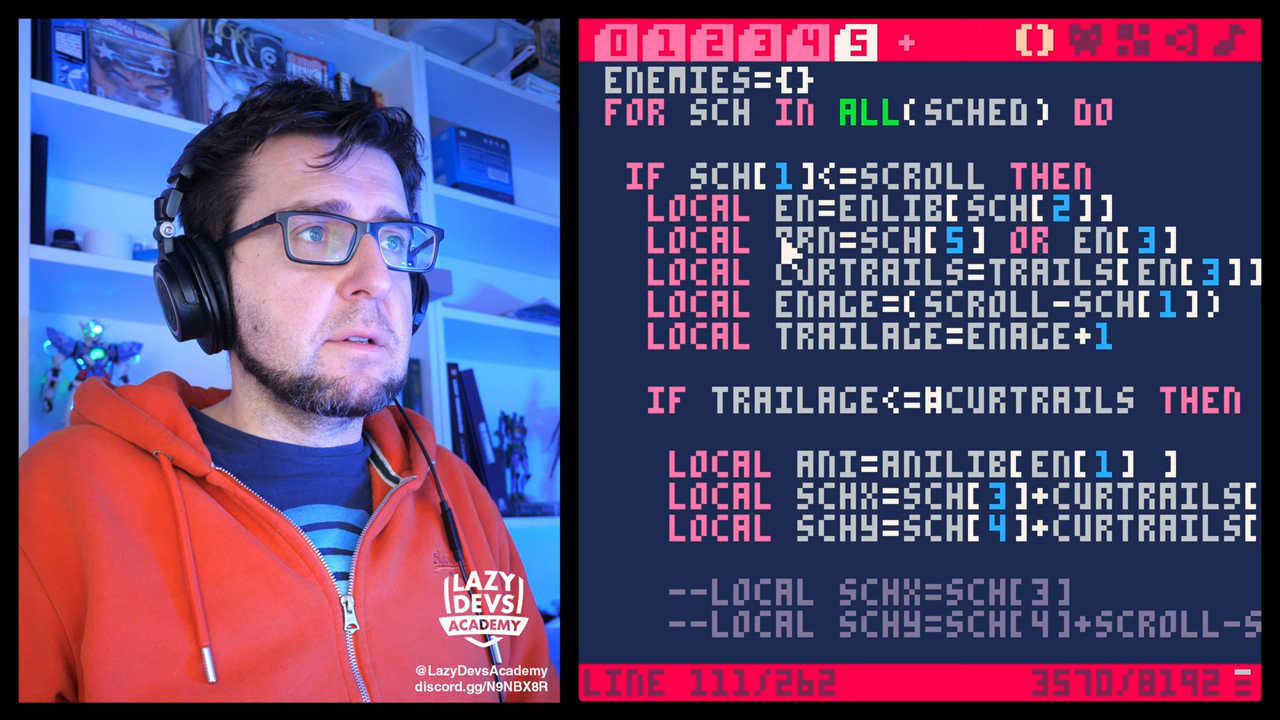 LOKI
LAZY
DEVS
ACADEMY
@LazyDevsAcademy
discord.gg/N9NBX8R
0 1 2 3 4 5 +
ENEMIES={}
FOR SCH IN ALL(SCHED) DO
IF SCH[1]<=SCROLL THEN
LOCAL EN=ENLIB[SCH[2]]
LOCAL BRN=SCH[5] OR EN[3]
LOCAL CURTRAILS=TRAILS[EN[3]]
LOCAL ENAGE=(SCROLL-SCH[1])
LOCAL TRAILAGE=ENAGE+1
IF TRAILAGE<=#CURTRAILS THEN
LOCAL ANI=ANILIB[EN[1] ]
LOCAL SCHX=SCH[3]+CURTRAILS[
LOCAL SCHY=SCH[4]+CURTRAILS[
--LOCAL SCHX=SCH[3]
--LOCAL SCHY=SCH[4]+SCROLL-S
LINE 111/262
3570/8192